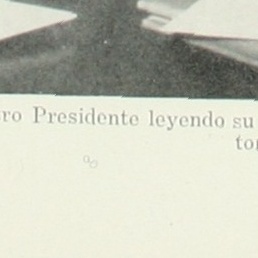 ro Presidente leyendo su
to